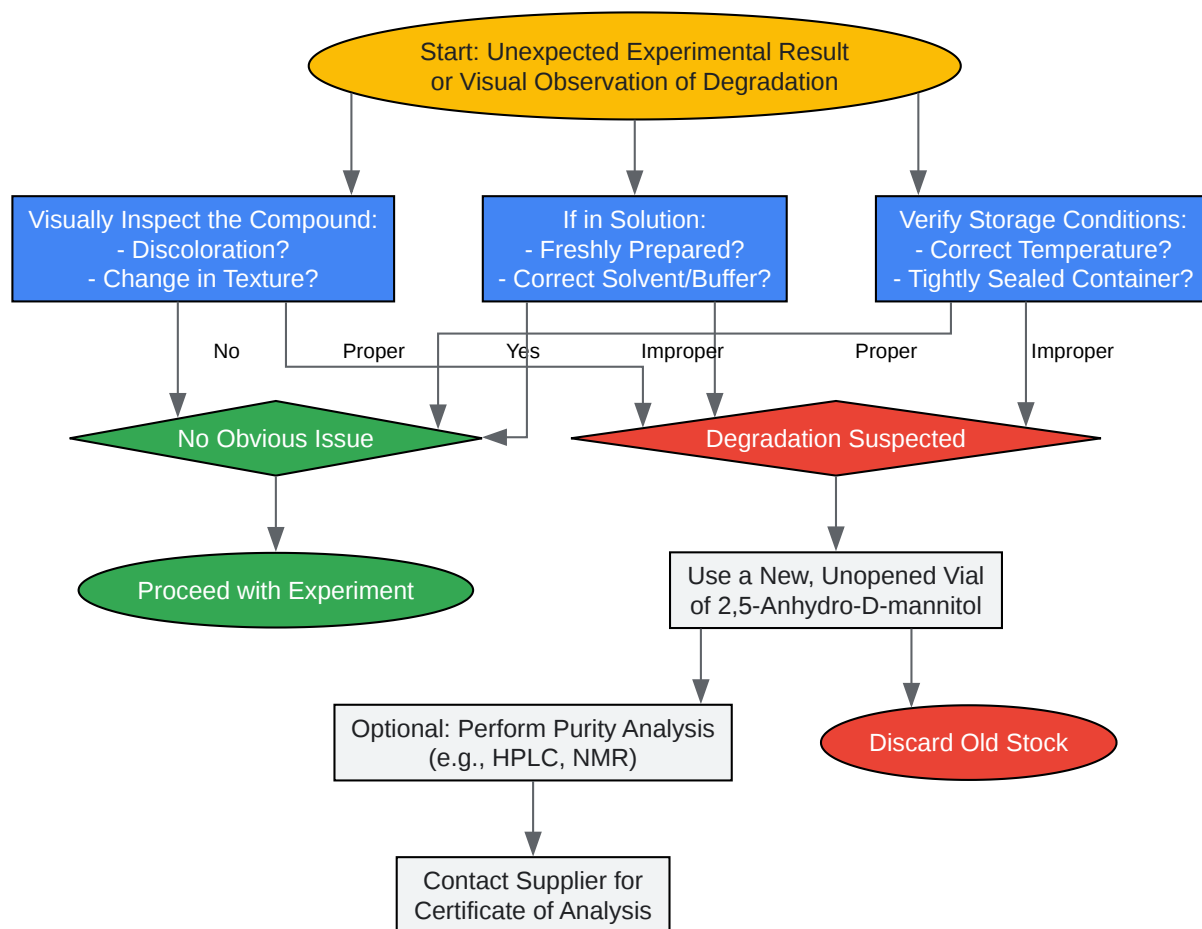 Start: Unexpected Experimental Result
or Visual Observation of Degradation
Visually Inspect the Compound:
- Discoloration?
- Change in Texture?
If in Solution:
- Freshly Prepared?
- Correct Solvent/Buffer?
Verify Storage Conditions:
- Correct Temperature?
- Tightly Sealed Container?
No
Proper
Yes
Improper
Proper
Improper
No Obvious Issue
Degradation Suspected
Proceed with Experiment
Use a New, Unopened Vial
of 2,5-Anhydro-D-mannitol
Optional: Perform Purity Analysis
(e.g., HPLC, NMR)
Discard Old Stock
Contact Supplier for
Certificate of Analysis